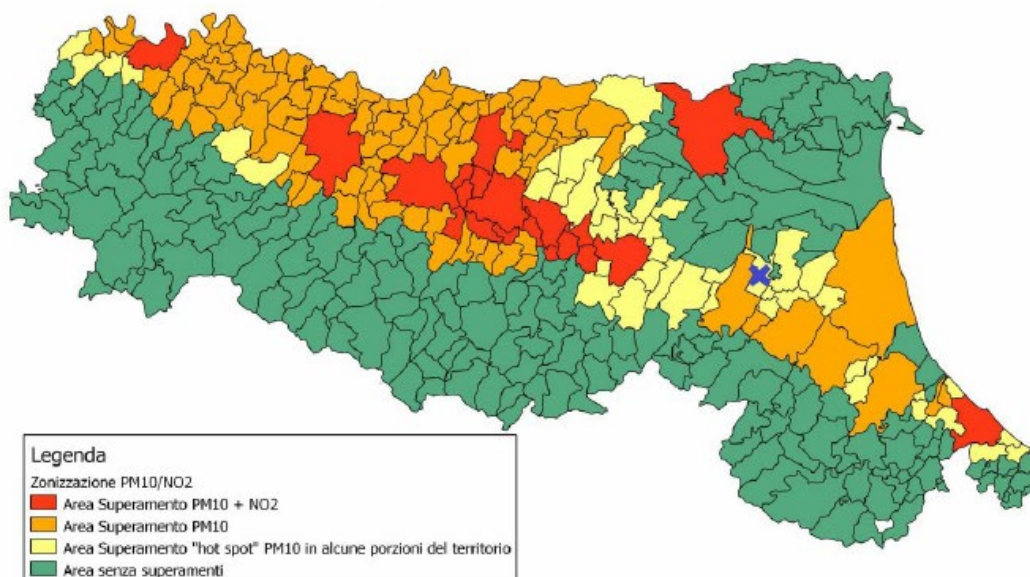 Legenda
Zonizzazione PM10/NO2
Area Superamento PM10 + NO2
Area Superamento PM10
Area Superamento "hot spot" PM10 in alcune porzioni del territorio
Area senza superamenti